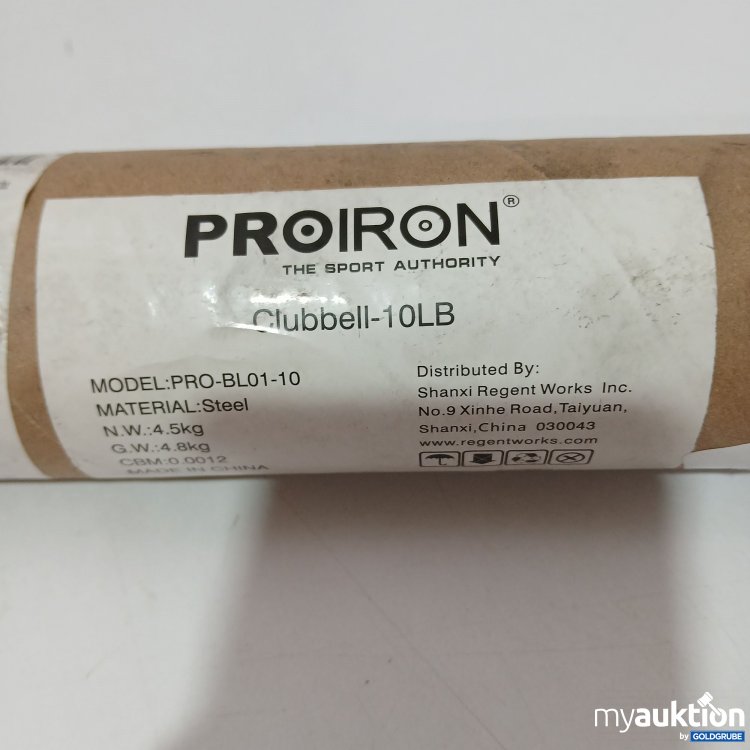 PROIRON®
THE SPORT AUTHORITY
Clubbell-10LB
MODEL:PRO-BL01-10
MATERIAL:Steel
N.W.:4.5kg
G.W.:4.8kg
CBM:0.0012
MADE IN CHINA
Distributed By:
Shanxi Regent Works Inc.
No.9 Xinhe Road,Taiyuan,
Shanxi,China 030043
www.regentworks.com
myauktion
by GOLDGRUBE